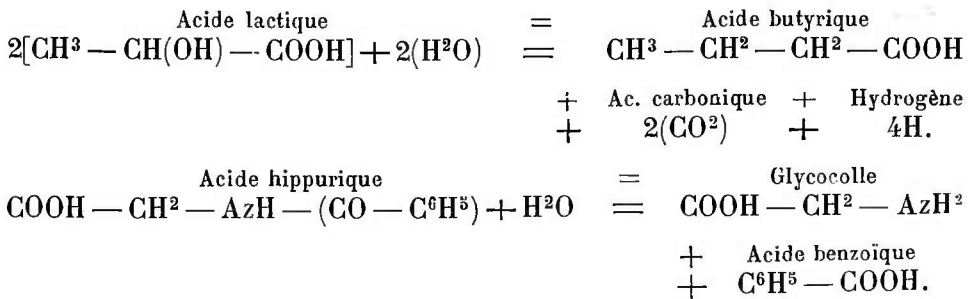 Acide lactique = Acide butyrique
2[CH³ — CH(OH) — COOH] + 2(H²O) = CH³ — CH² — CH² — COOH
+ Ac. carbonique + Hydrogène
+ 2(CO²) + 4H.
Acide hippurique = Glycocolle
COOH — CH² — AzH — (CO — C⁶H⁵) + H²O = COOH — CH² — AzH²
+ Acide benzoïque
+ C⁶H⁵ — COOH.